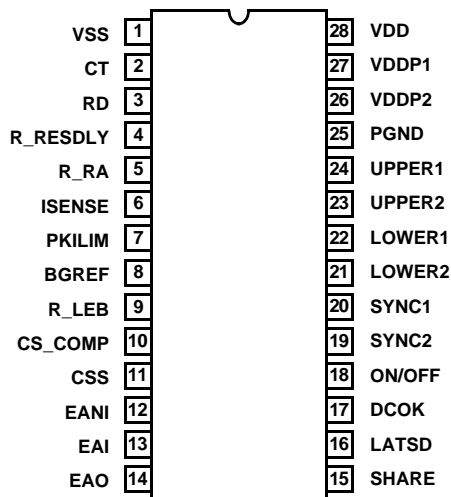 VSS 1 28 VDD
CT 2 27 VDDP1
RD 3 26 VDDP2
R_RESDLY 4 25 PGND
R_RA 5 24 UPPER1
ISENSE 6 23 UPPER2
PKILIM 7 22 LOWER1
BGREF 8 21 LOWER2
R_LEB 9 20 SYNC1
CS_COMP 10 19 SYNC2
CSS 11 18 ON/OFF
EANI 12 17 DCOK
EAI 13 16 LATSD
EAO 14 15 SHARE